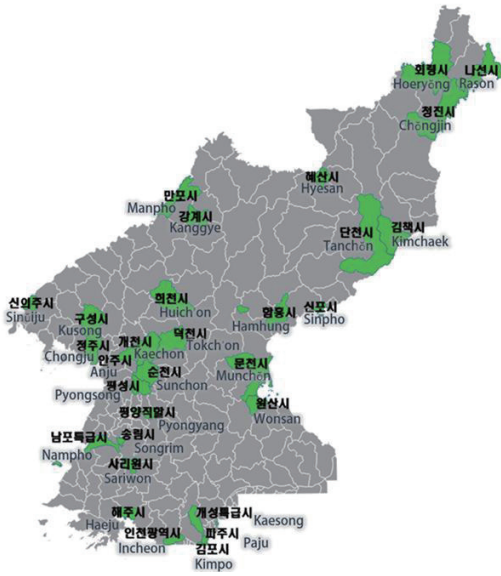 회령시 나선시
Hoeryŏng Rason
청진시
Chŏngjin
혜산시
Hyesan
만포시
Manpho
강계시
Kanggye
단천시 김책시
Tanchŏn Kimchaek
신의주시
Sinŭiju
희천시
Huich'on
구성시
Kusong
함흥시 신포시
Hamhung Sinpho
정주시
Chongju
개천시 덕천시
Kaechon Tokch'on
안주시
Anju
순천시
Sunchon
문천시
Munchŏn
평성시
Pyongsong
원산시
Wonsan
평양직할시
Pyongyang
남포특급시
Nampho
송림시
Songrim
사리원시
Sariwon
해주시
Haeju
개성특급시
Kaesong
인천광역시
Incheon
파주시
Paju
김포시
Kimpo